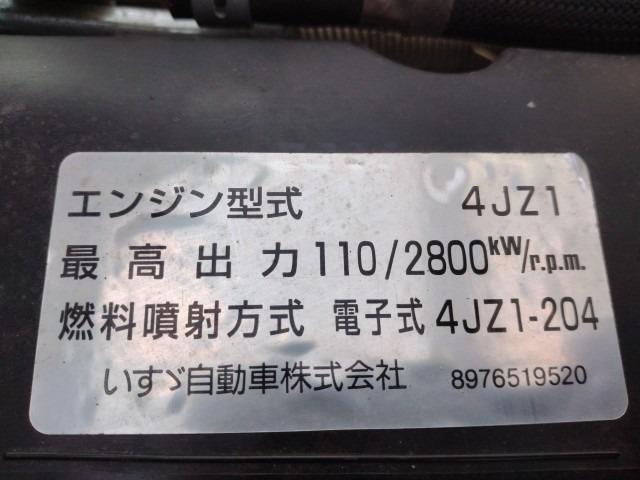 エンジン型式 4JZ1
最高出力 110/2800kW/r.p.m.
燃料噴射方式 電子式 4JZ1-204
いすゞ自動車株式会社 8976519520